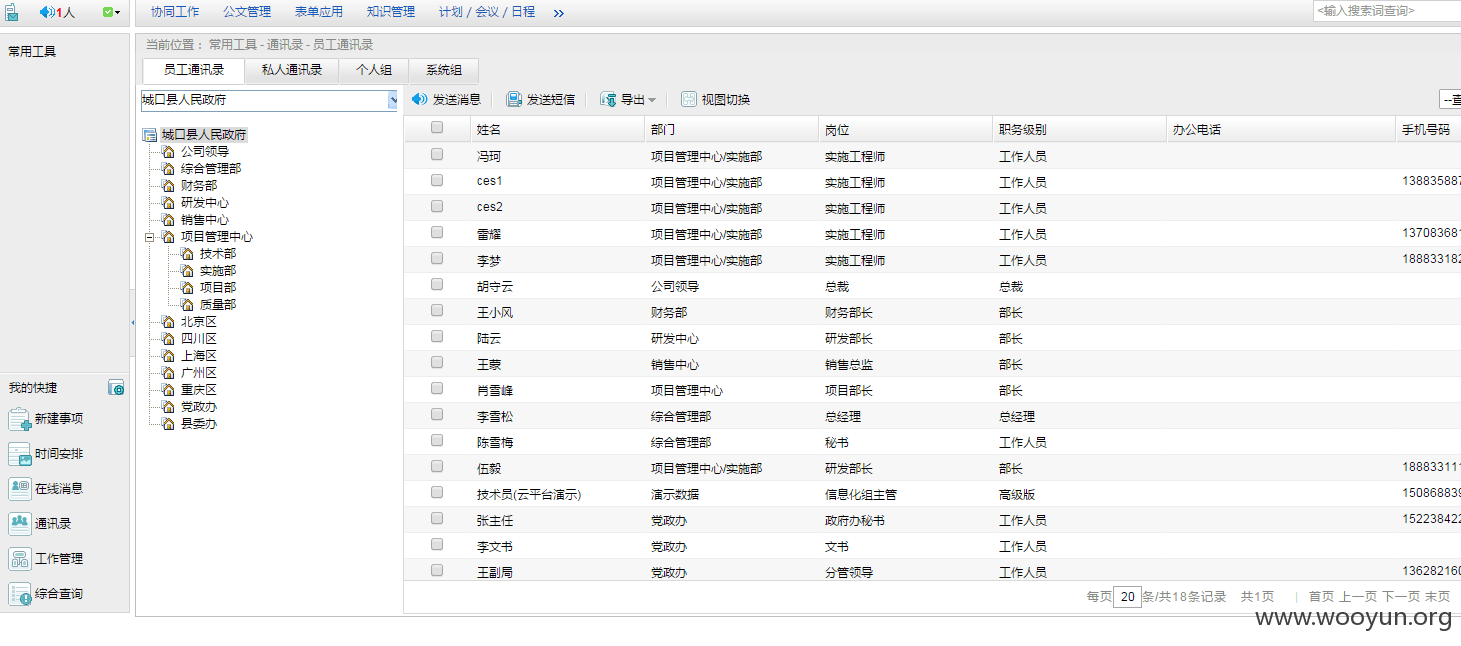 1人 协同工作 公文管理 表单应用 知识管理 计划 / 会议 / 日程 >> <输入搜索词查询>
常用工具
当前位置： 常用工具 - 通讯录 - 员工通讯录
员工通讯录 私人通讯录 个人组 系统组
城口县人民政府
发送消息 发送短信 导出 视图切换 --查
城口县人民政府
公司领导
综合管理部
财务部
研发中心
销售中心
项目管理中心
技术部
实施部
项目部
质量部
北京区
四川区
上海区
广州区
重庆区
党政办
县委办
姓名 部门 岗位 职务级别 办公电话 手机号码
冯珂 项目管理中心/实施部 实施工程师 工作人员
ces1 项目管理中心/实施部 实施工程师 工作人员 138835887
ces2 项目管理中心/实施部 实施工程师 工作人员
雷耀 项目管理中心/实施部 实施工程师 工作人员 137083681
李梦 项目管理中心/实施部 实施工程师 工作人员 188833182
胡守云 公司领导 总裁 总裁
王小风 财务部 财务部长 部长
陆云 研发中心 研发部长 部长
王蒙 销售中心 销售总监 部长
肖雪峰 项目管理中心 项目部长 部长
李雪松 综合管理部 总经理 总经理
陈雪梅 综合管理部 秘书 工作人员
伍毅 项目管理中心/实施部 研发部长 部长 188833111
技术员(云平台演示) 演示数据 信息化组主管 高级版 150868839
张主任 党政办 政府办秘书 工作人员 152238422
李文书 党政办 文书 工作人员
王副局 党政办 分管领导 工作人员 136282160
每页 20 条/共18条记录 共1页 | 首页 上一页 下一页 末页
我的快捷
新建事项
时间安排
在线消息
通讯录
工作管理
综合查询
www.wooyun.org